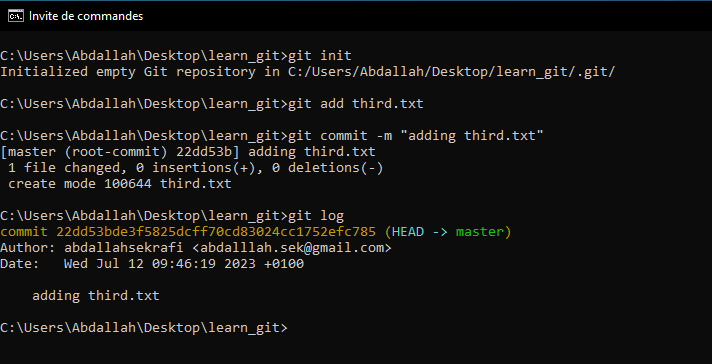 Invite de commandes
C:\Users\Abdallah\Desktop\learn_git>git init
Initialized empty Git repository in C:/Users/Abdallah/Desktop/learn_git/.git/
C:\Users\Abdallah\Desktop\learn_git>git add third.txt
C:\Users\Abdallah\Desktop\learn_git>git commit -m "adding third.txt"
[master (root-commit) 22dd53b] adding third.txt
 1 file changed, 0 insertions(+), 0 deletions(-)
 create mode 100644 third.txt
C:\Users\Abdallah\Desktop\learn_git>git log
commit 22dd53bde3f5825dcff70cd83024cc1752efc785 (HEAD -> master)
Author: abdallahsekrafi <abdalllah.sek@gmail.com>
Date:   Wed Jul 12 09:46:19 2023 +0100
    adding third.txt
C:\Users\Abdallah\Desktop\learn_git>